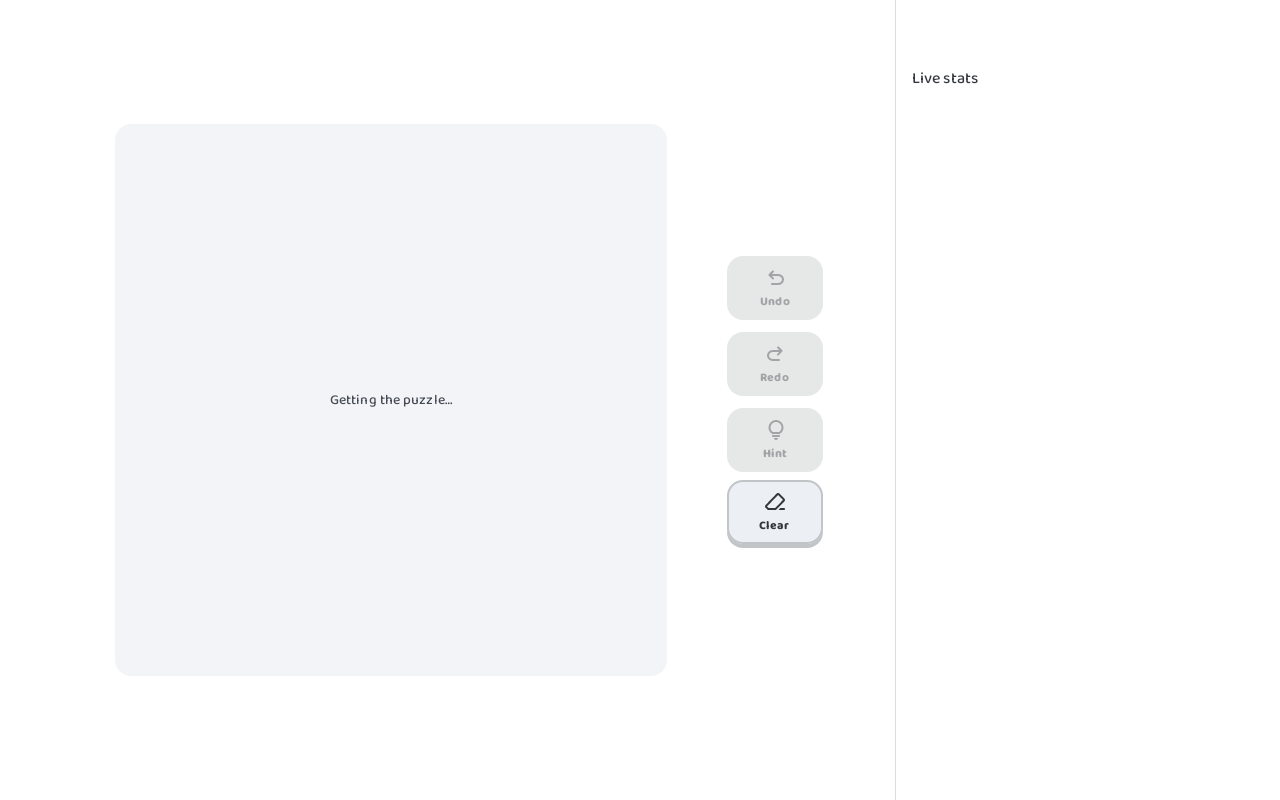 Live stats
Getting the puzzle...
Undo
Redo
Hint
Clear